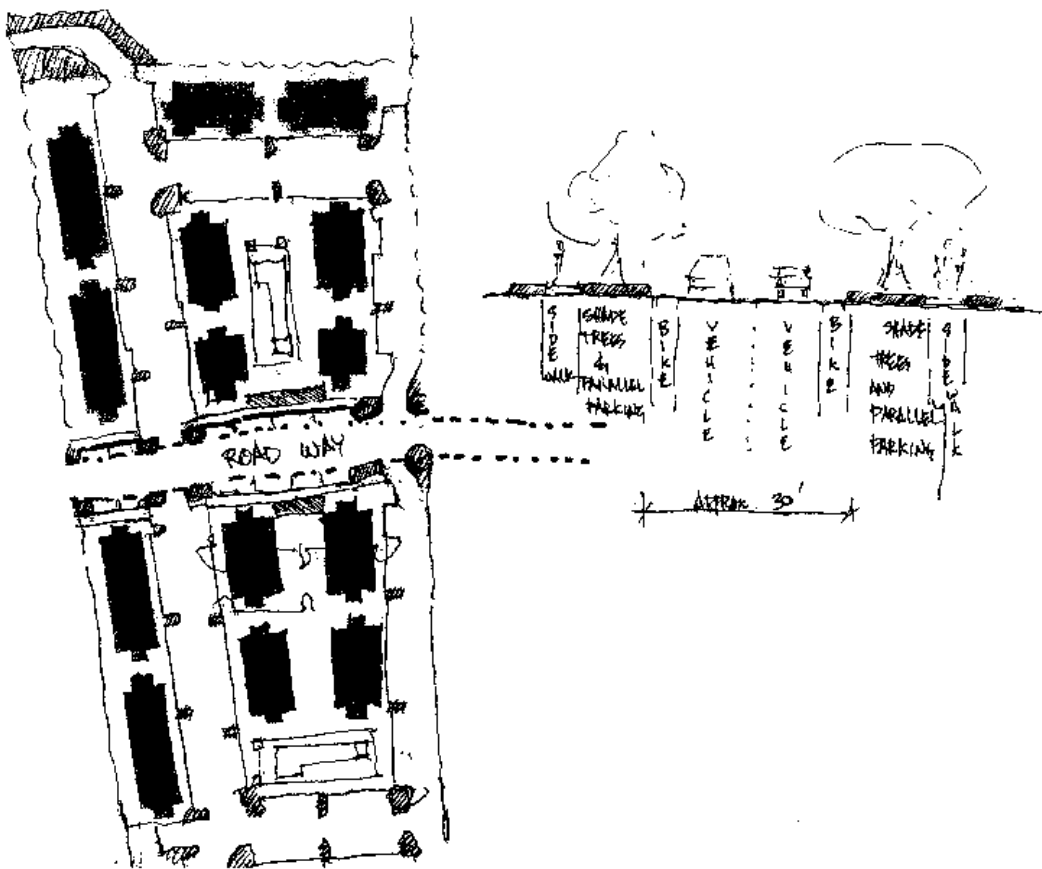 ROAD WAY
SIDE
WALK
SHADE
TREES
&
PARALLEL
PARKING
BIKE
VEHICLE
VEHICLE
BIKE
SHADE
TREES
AND
PARALLEL
PARKING
SIDEWALK
APPROX. 30'